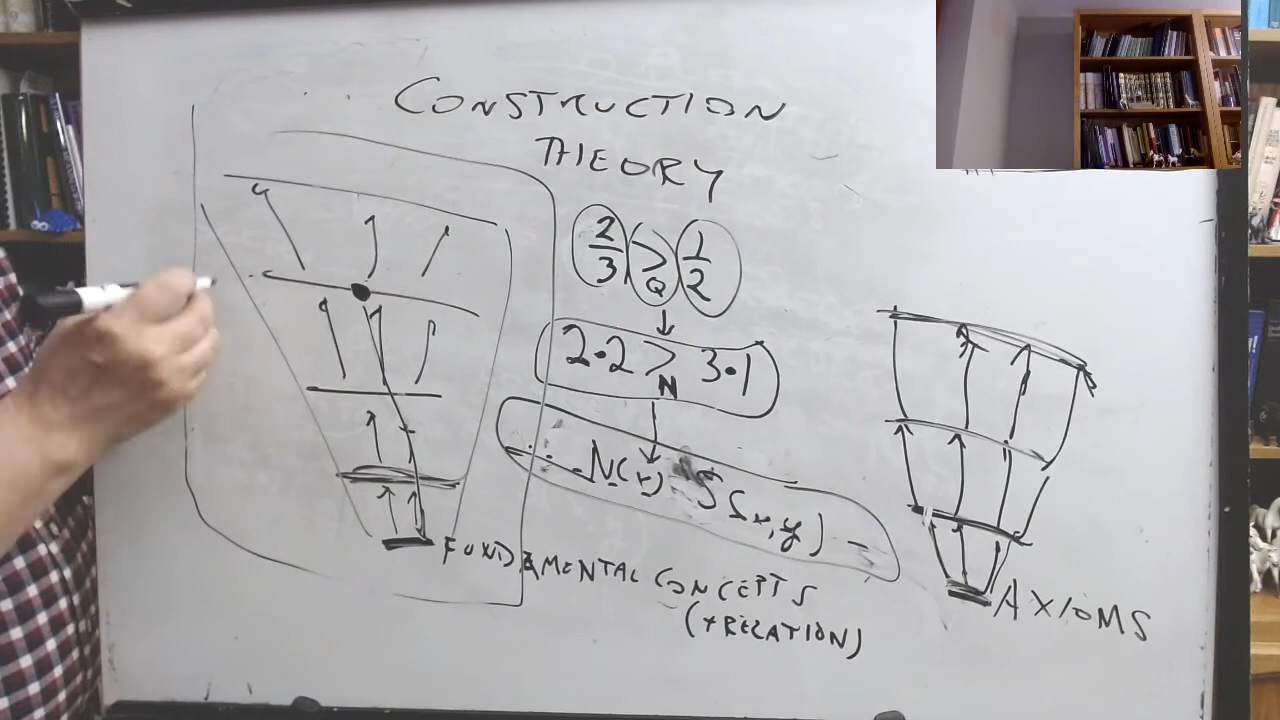 CONSTRUCTION
THEORY
2/3 >Q 1/2
2·2 >N 3·1
N(x) S(x,y)
FUNDAMENTAL CONCEPTS
(+RELATION)
AXIOMS